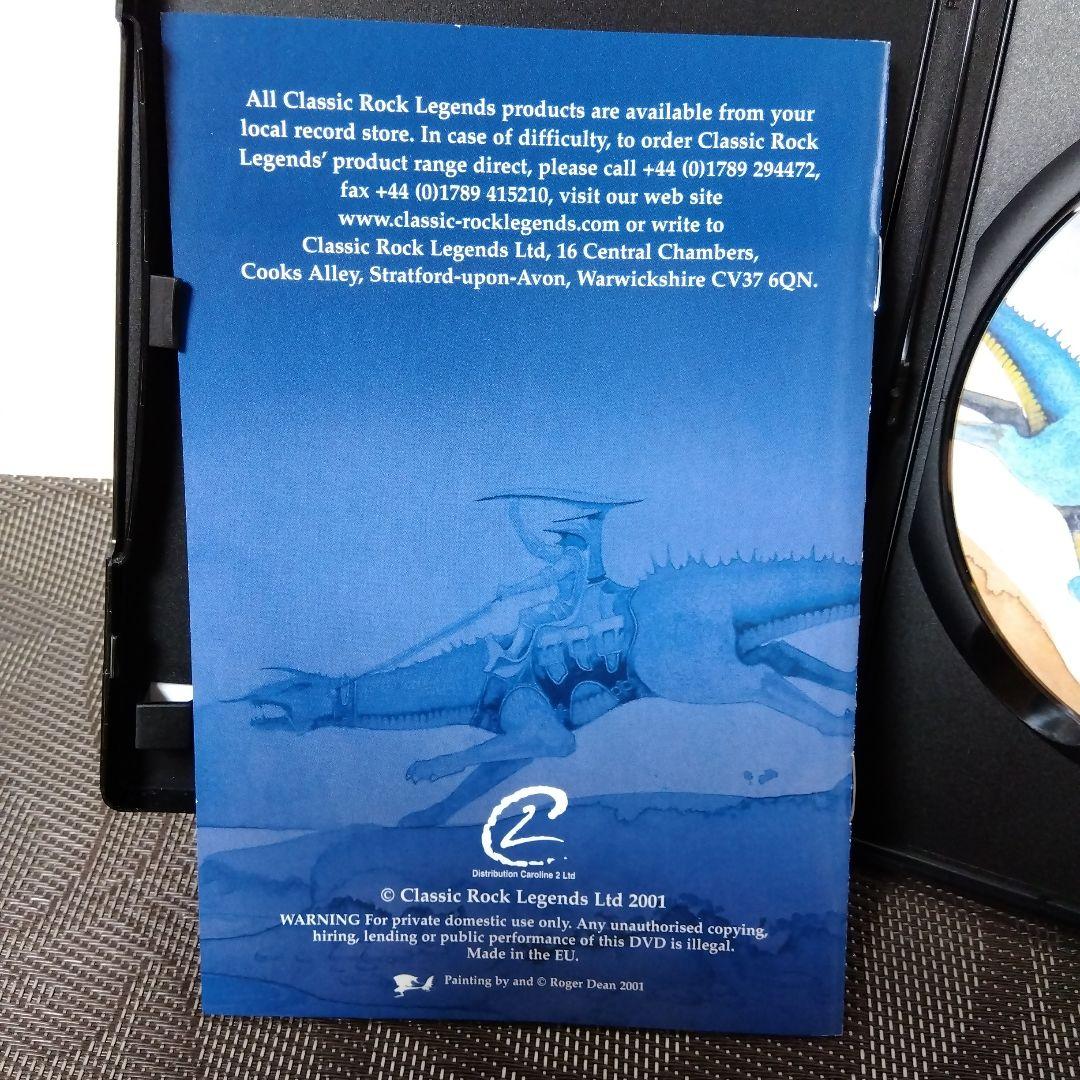 All Classic Rock Legends products are available from your
local record store. In case of difficulty, to order Classic Rock
Legends' product range direct, please call +44 (0)1789 294472,
fax +44 (0)1789 415210, visit our web site
www.classic-rocklegends.com or write to
Classic Rock Legends Ltd, 16 Central Chambers,
Cooks Alley, Stratford-upon-Avon, Warwickshire CV37 6QN.
2
Distribution Caroline 2 Ltd
© Classic Rock Legends Ltd 2001
WARNING For private domestic use only. Any unauthorised copying,
hiring, lending or public performance of this DVD is illegal.
Made in the EU.
Painting by and © Roger Dean 2001